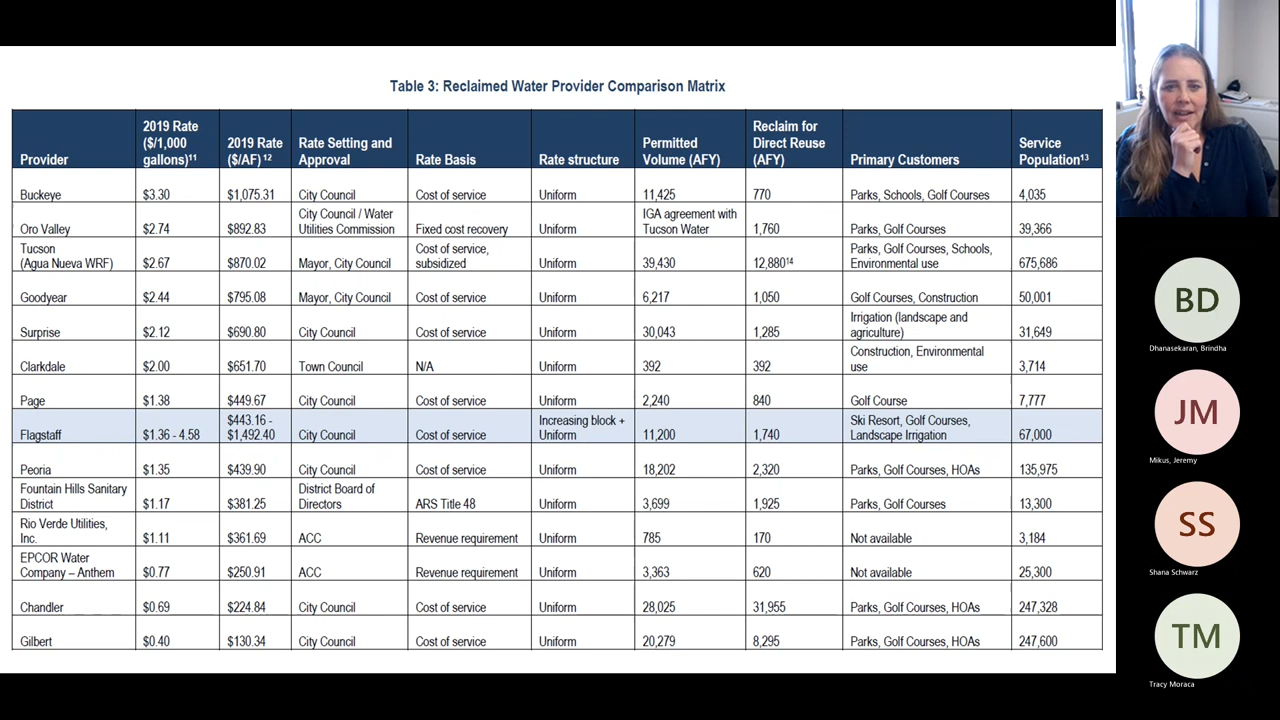 Table 3: Reclaimed Water Provider Comparison Matrix
Provider
2019 Rate
($/1,000
gallons)11
2019 Rate
($/AF) 12
Rate Setting and
Approval
Rate Basis
Rate structure
Permitted
Volume (AFY)
Reclaim for
Direct Reuse
(AFY)
Primary Customers
Service
Population13
Buckeye
$3.30
$1,075.31
City Council
Cost of service
Uniform
11,425
770
Parks, Schools, Golf Courses
4,035
Oro Valley
$2.74
$892.83
City Council / Water
Utilities Commission
Fixed cost recovery
Uniform
IGA agreement with
Tucson Water
1,760
Parks, Golf Courses
39,366
Tucson
(Agua Nueva WRF)
$2.67
$870.02
Mayor, City Council
Cost of service,
subsidized
Uniform
39,430
12,88014
Parks, Golf Courses, Schools,
Environmental use
675,686
Goodyear
$2.44
$795.08
Mayor, City Council
Cost of service
Uniform
6,217
1,050
Golf Courses, Construction
50,001
Surprise
$2.12
$690.80
City Council
Cost of service
Uniform
30,043
1,285
Irrigation (landscape and
agriculture)
31,649
Clarkdale
$2.00
$651.70
Town Council
N/A
Uniform
392
392
Construction, Environmental
use
3,714
Page
$1.38
$449.67
City Council
Cost of service
Uniform
2,240
840
Golf Course
7,777
Flagstaff
$1.36 - 4.58
$443.16 -
$1,492.40
City Council
Cost of service
Increasing block +
Uniform
11,200
1,740
Ski Resort, Golf Courses,
Landscape Irrigation
67,000
Peoria
$1.35
$439.90
City Council
Cost of service
Uniform
18,202
2,320
Parks, Golf Courses, HOAs
135,975
Fountain Hills Sanitary
District
$1.17
$381.25
District Board of
Directors
ARS Title 48
Uniform
3,699
1,925
Parks, Golf Courses
13,300
Rio Verde Utilities,
Inc.
$1.11
$361.69
ACC
Revenue requirement
Uniform
785
170
Not available
3,184
EPCOR Water
Company – Anthem
$0.77
$250.91
ACC
Revenue requirement
Uniform
3,363
620
Not available
25,300
Chandler
$0.69
$224.84
City Council
Cost of service
Uniform
28,025
31,955
Parks, Golf Courses, HOAs
247,328
Gilbert
$0.40
$130.34
City Council
Cost of service
Uniform
20,279
8,295
Parks, Golf Courses, HOAs
247,600
BD
Dhanasekaran, Brindha
JM
Mikus, Jeremy
SS
Shana Schwarz
TM
Tracy Moraca